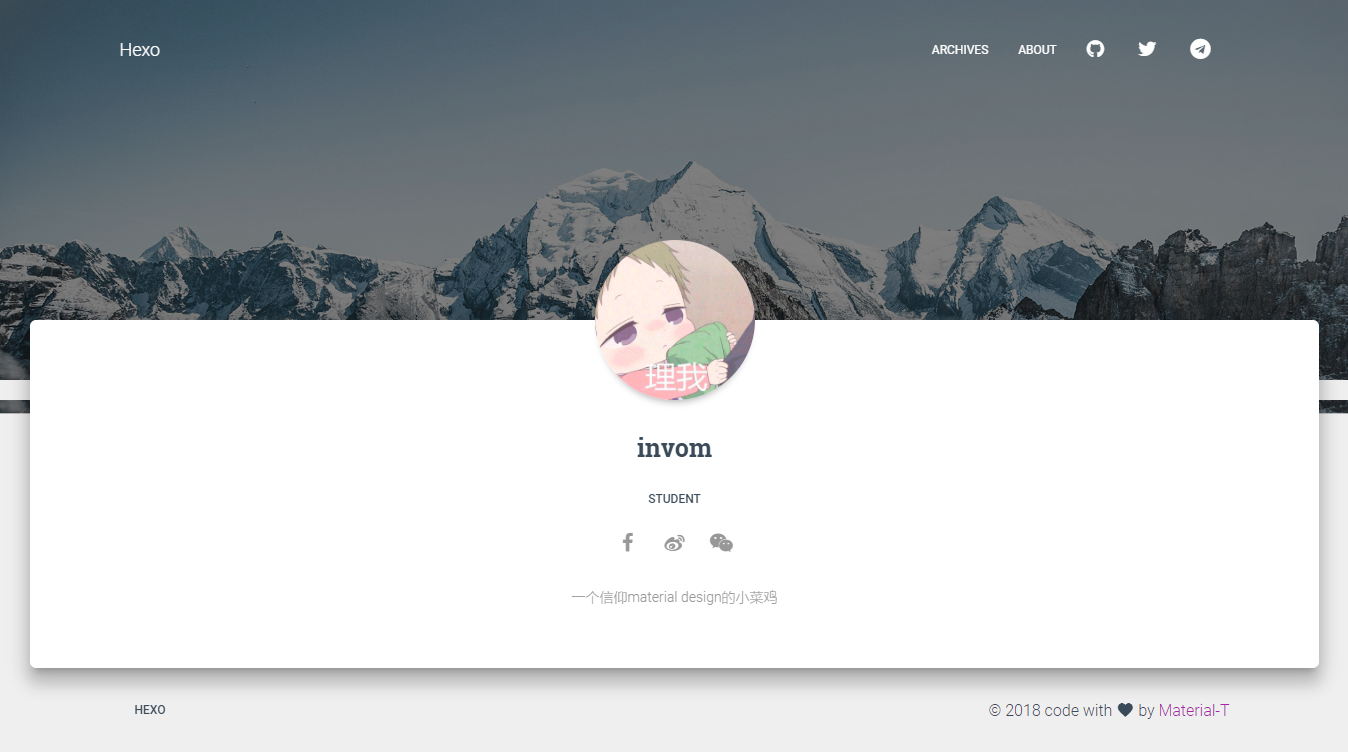 Hexo
ARCHIVES ABOUT
理我
invom
STUDENT
一个信仰material design的小菜鸡
HEXO
© 2018 code with by Material-T